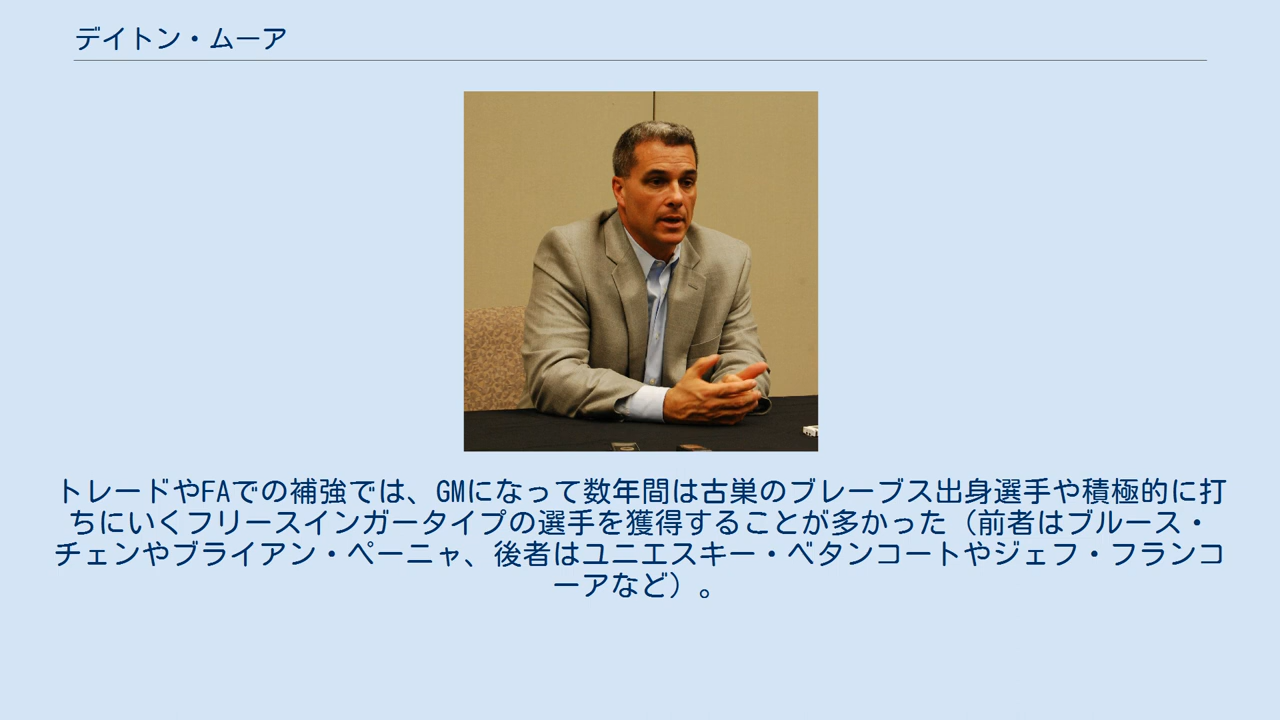 デイトン・ムーア
トレードやFAでの補強では、GMになって数年間は古巣のブレーブス出身選手や積極的に打
ちにいくフリースインガータイプの選手を獲得することが多かった（前者はブルース・
チェンやブライアン・ペーニャ、後者はユニエスキー・ベタンコートやジェフ・フランコ
ーアなど）。